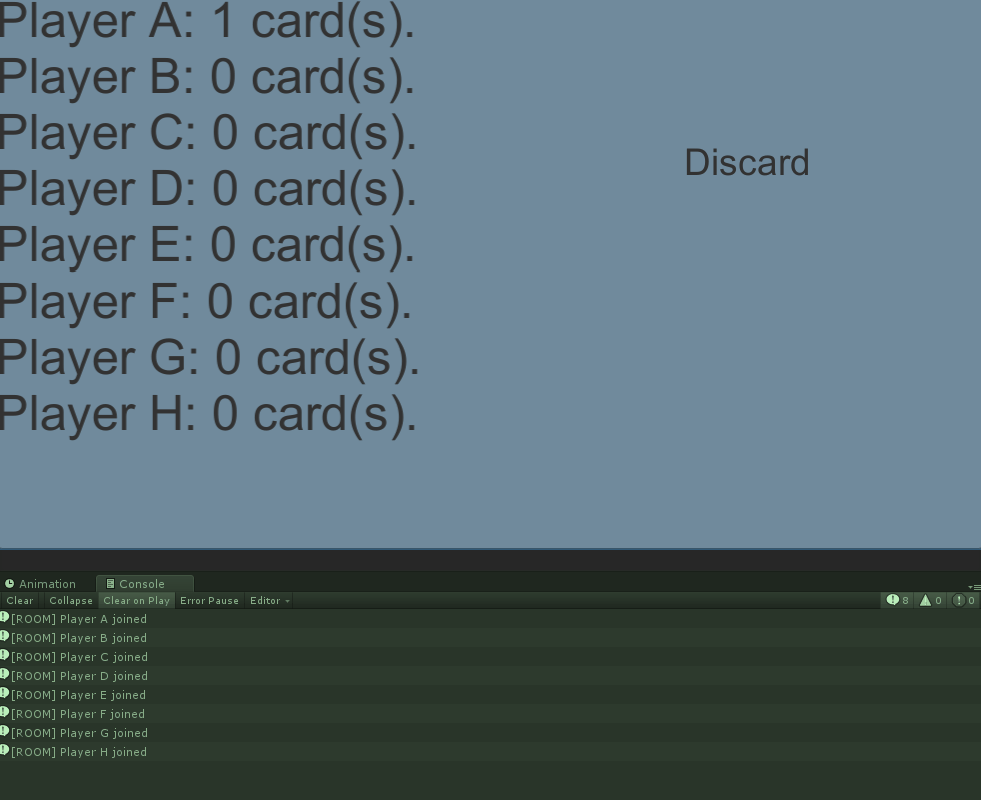 Player A: 1 card(s).
Player B: 0 card(s).
Player C: 0 card(s).
Player D: 0 card(s).
Player E: 0 card(s).
Player F: 0 card(s).
Player G: 0 card(s).
Player H: 0 card(s).
Discard
Animation Console
Clear Collapse Clear on Play Error Pause Editor 8 0 0
[ROOM] Player A joined
[ROOM] Player B joined
[ROOM] Player C joined
[ROOM] Player D joined
[ROOM] Player E joined
[ROOM] Player F joined
[ROOM] Player G joined
[ROOM] Player H joined